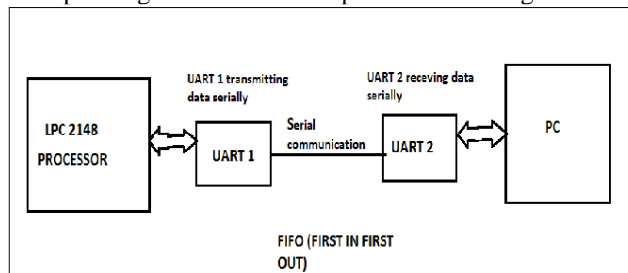 UART 1 transmitting
data serially
UART 2 receving data
serially
LPC 2148
PROCESSOR
UART 1
Serial
communication
UART 2
PC
FIFO (FIRST IN FIRST
OUT)